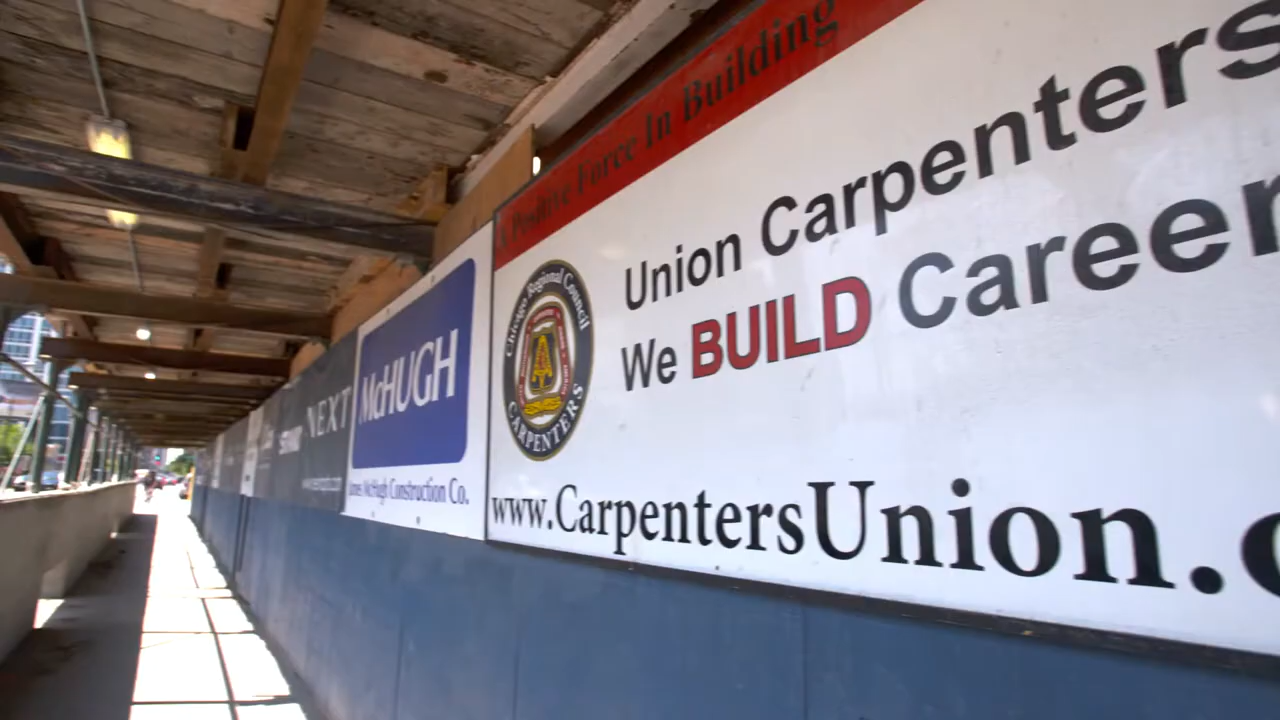 A Positive Force In Building
Union Carpenters
We BUILD Career
Chicago Regional Council
CARPENTERS
www.CarpentersUnion.
McHUGH
James McHugh Construction Co.
NEXT